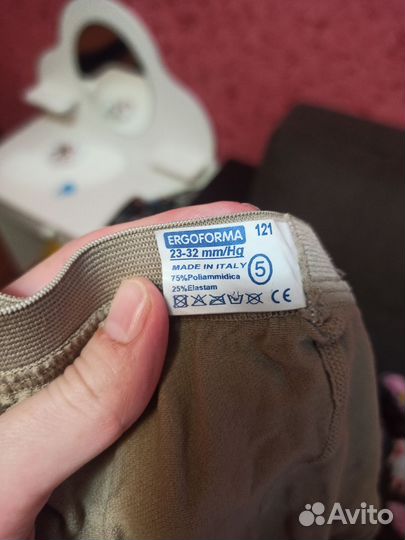 ERGOFORMA 121
23-32 mm/Hg
MADE IN ITALY 5
75%Poliammidica
25%Elastam
CE
Avito